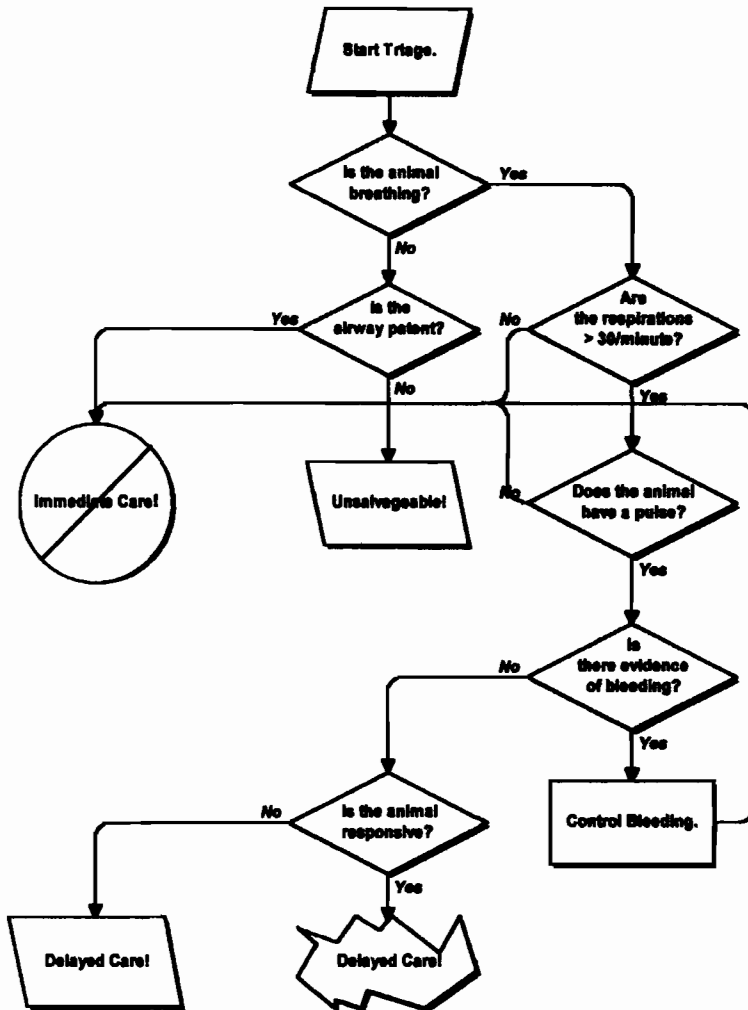 Start Triage.
Is the animal
breathing?
Yes
No
Is the
airway patent?
Yes
No
Are
the respirations
> 30/minute?
No
Yes
Immediate Care!
Unsalvageable!
Does the animal
have a pulse?
No
Yes
Is
there evidence
of bleeding?
No
Yes
Is the animal
responsive?
No
Yes
Control Bleeding.
Delayed Care!
Delayed Care!